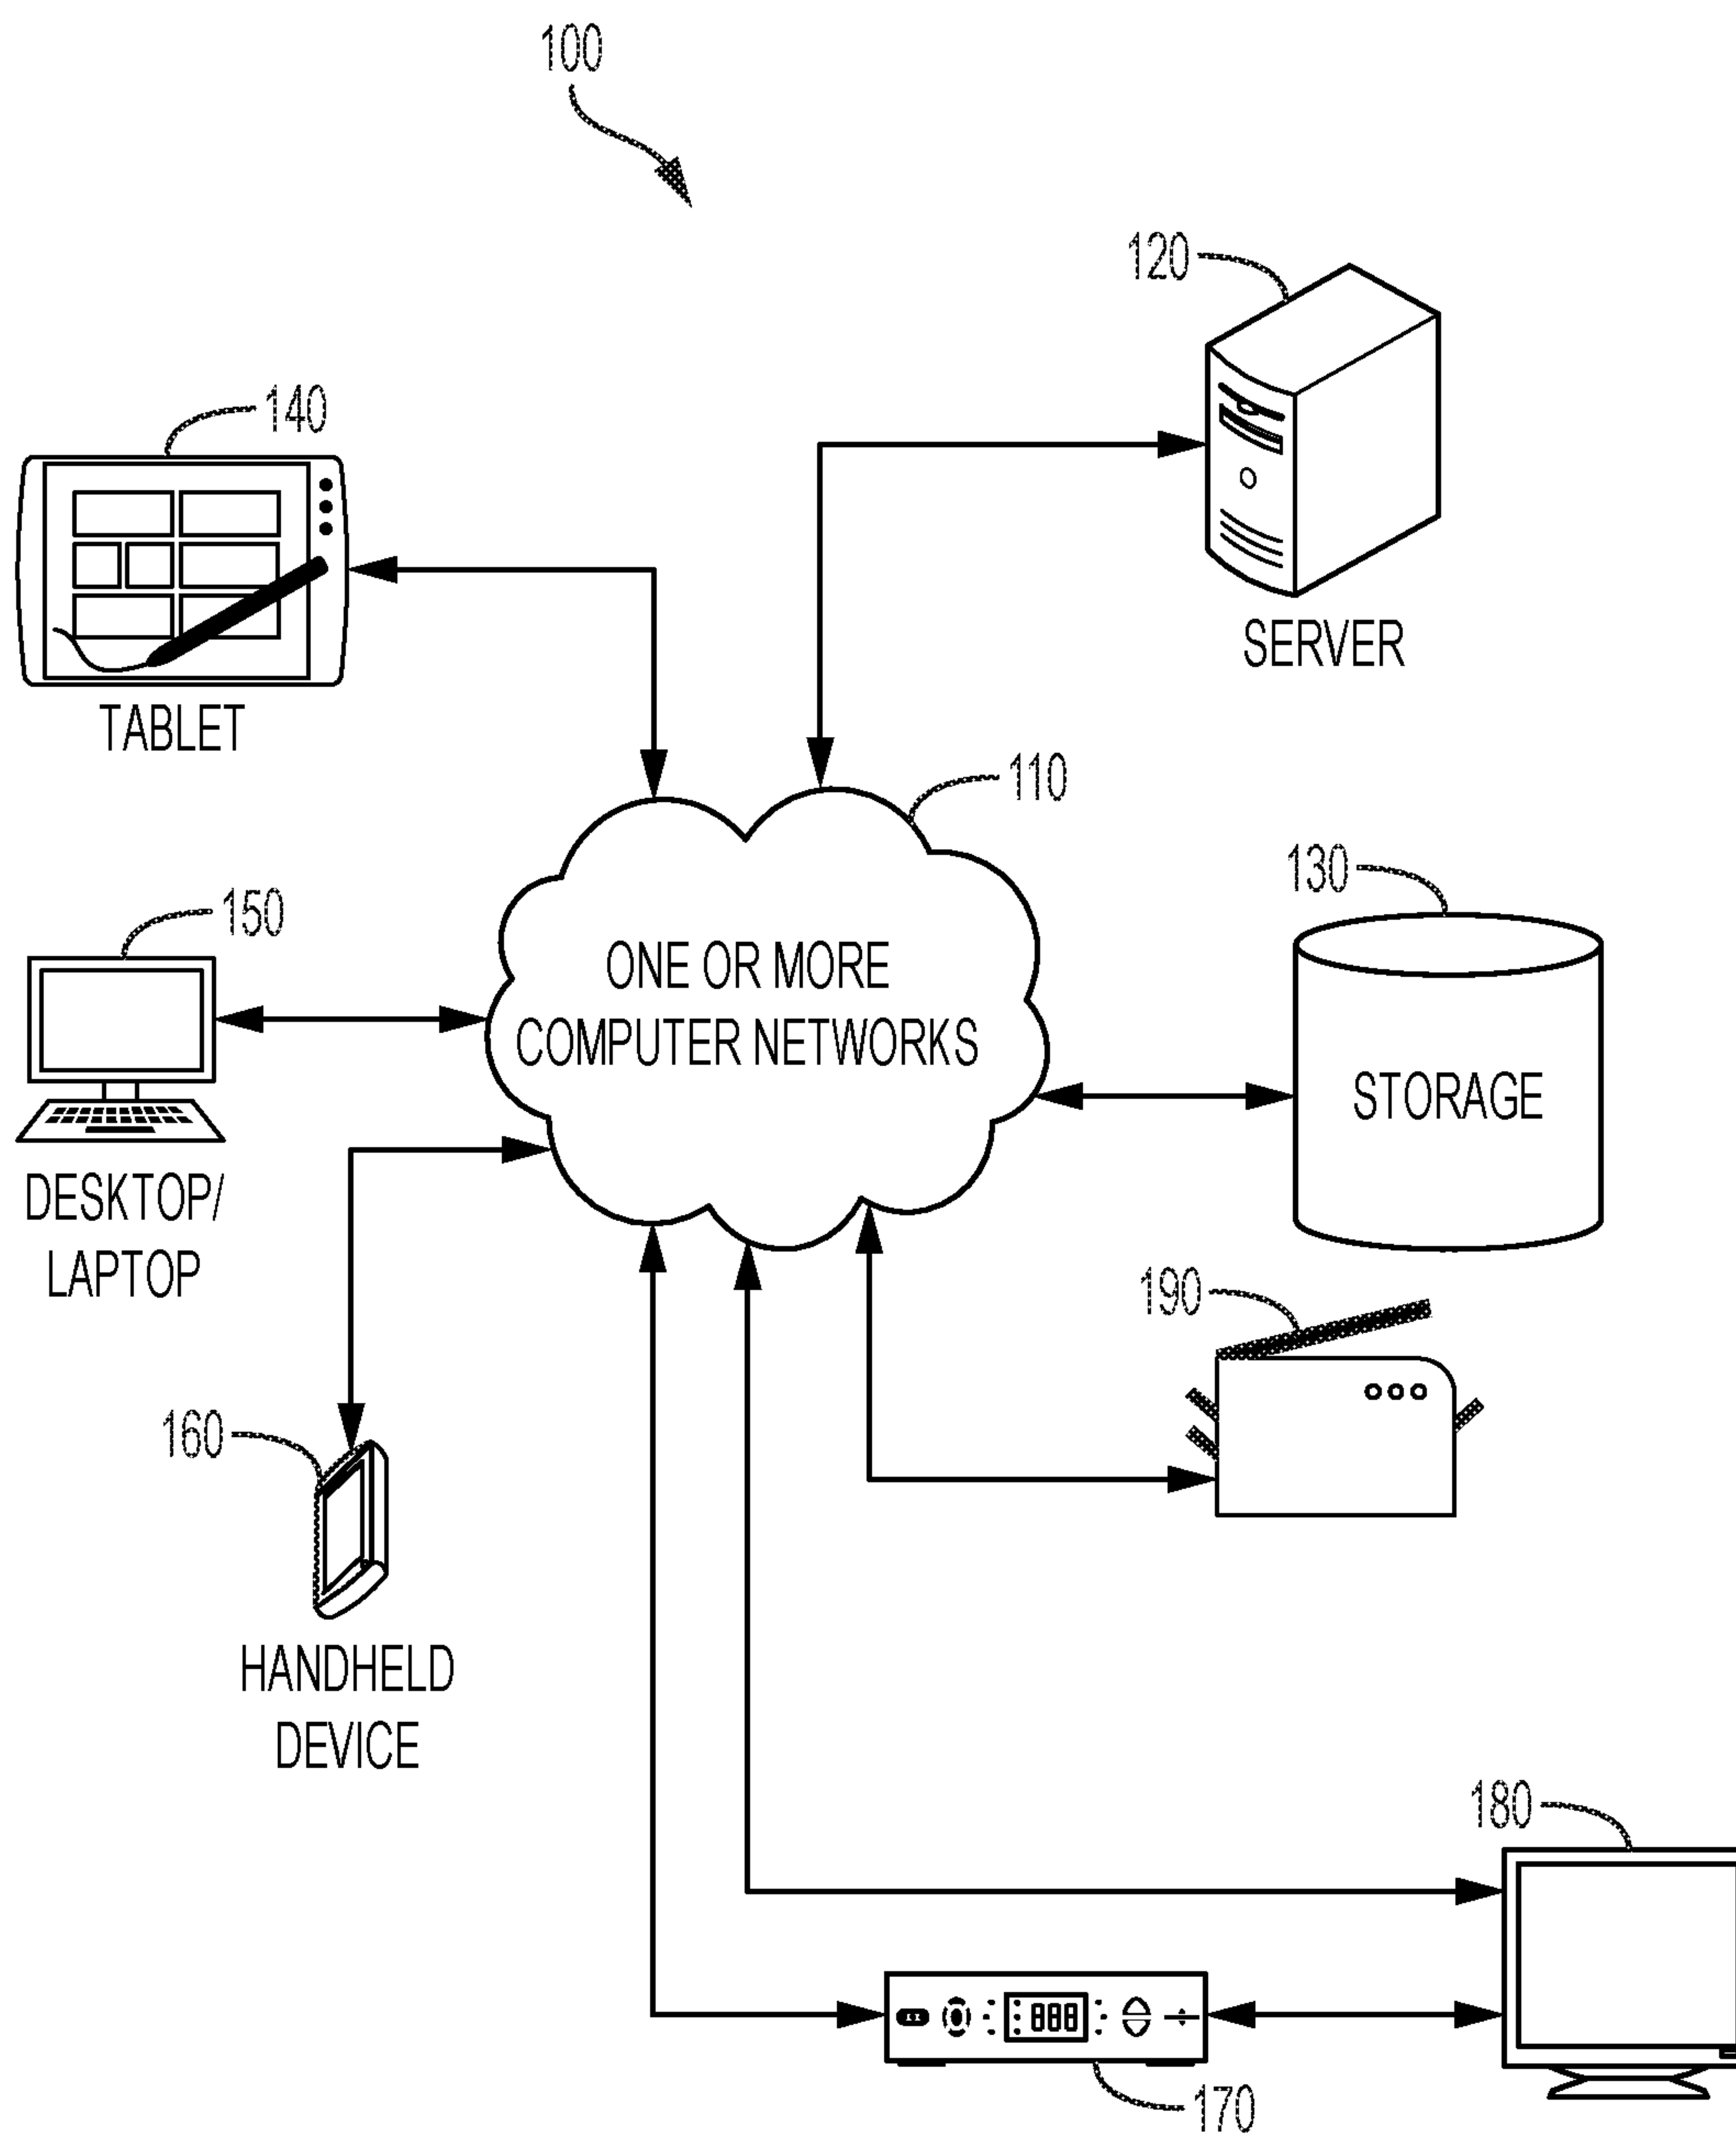 100
120
140
SERVER
TABLET
110
130
150
ONE OR MORE
COMPUTER NETWORKS
STORAGE
DESKTOP/
LAPTOP
190
160
HANDHELD
DEVICE
180
888
170